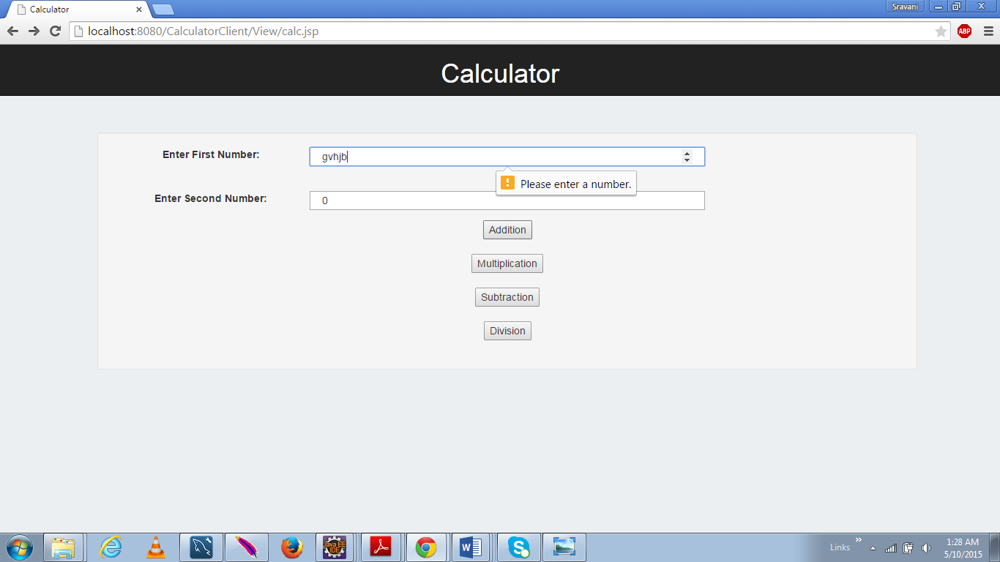 Calculator
Sravani
localhost:8080/CalculatorClient/View/calc.jsp
ABP
Calculator
Enter First Number:
gvhjb
Please enter a number.
Enter Second Number:
0
Addition
Multiplication
Subtraction
Division
Java EE
IDE
Links
1:28 AM
5/10/2015